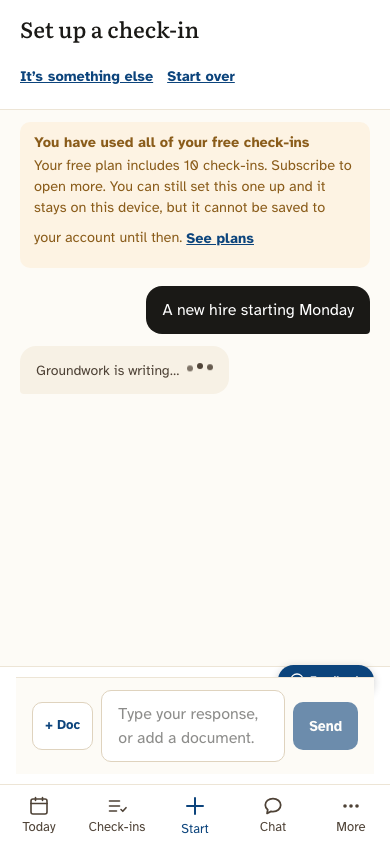 Set up a check-in
It's something else Start over
You have used all of your free check-ins
Your free plan includes 10 check-ins. Subscribe to
open more. You can still set this one up and it
stays on this device, but it cannot be saved to
your account until then. See plans
A new hire starting Monday
Groundwork is writing...
+ Doc
Type your response,
or add a document.
Send
Today Check-ins Start Chat More